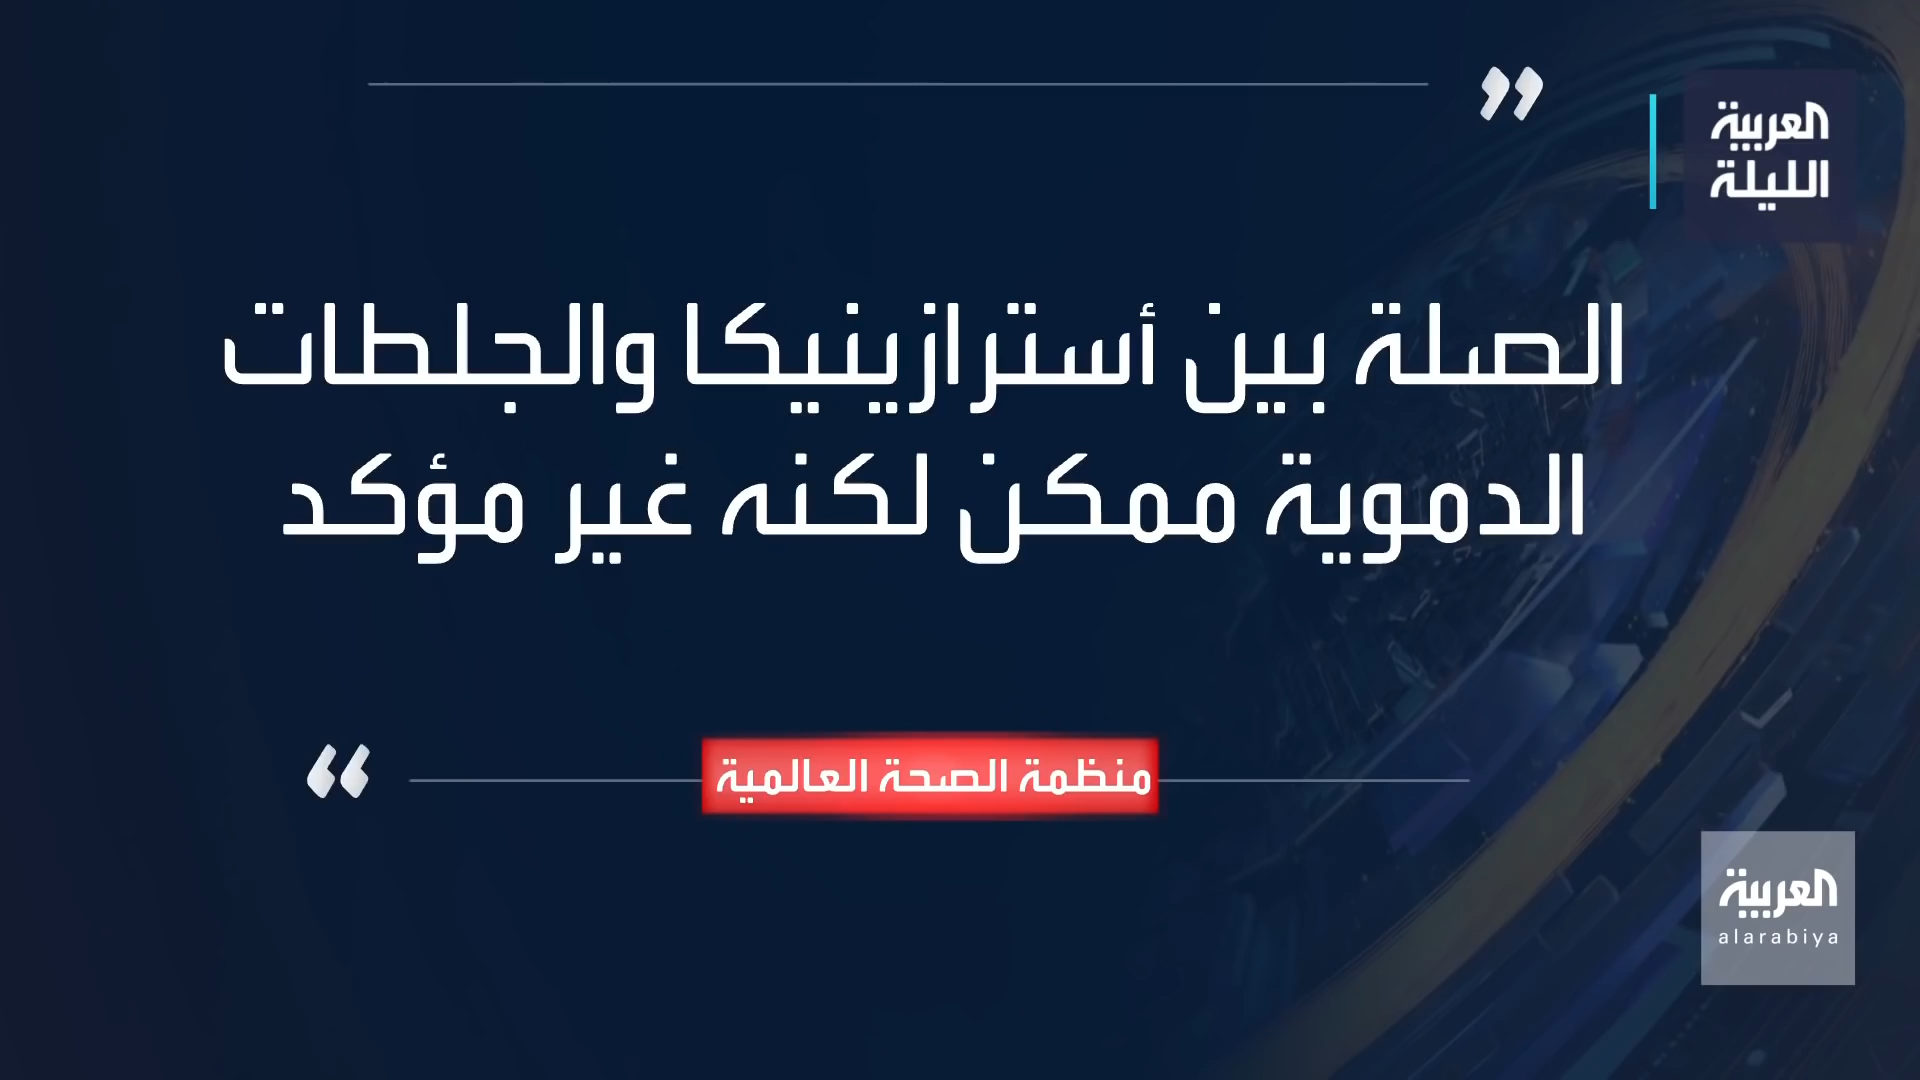 العربية
الليلة
الصلة بين أسترازينيكا والجلطات
الدموية ممكن لكنه غير مؤكد
منظمة الصحة العالمية
العربية
alarabiya